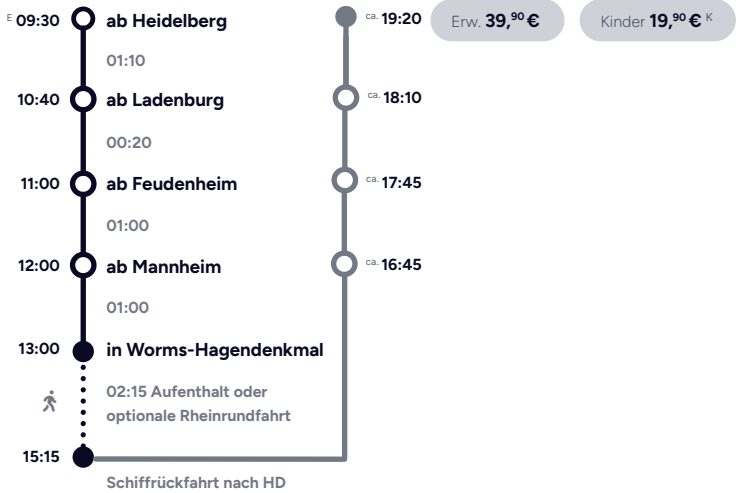 E 09:30 ab Heidelberg ca. 19:20 Erw. 39,90 € Kinder 19,90 € K
01:10
10:40 ab Ladenburg ca. 18:10
00:20
11:00 ab Feudenheim ca. 17:45
01:00
12:00 ab Mannheim ca. 16:45
01:00
13:00 in Worms-Hagendenkmal
02:15 Aufenthalt oder
optionale Rheinrundfahrt
15:15
Schiffrückfahrt nach HD